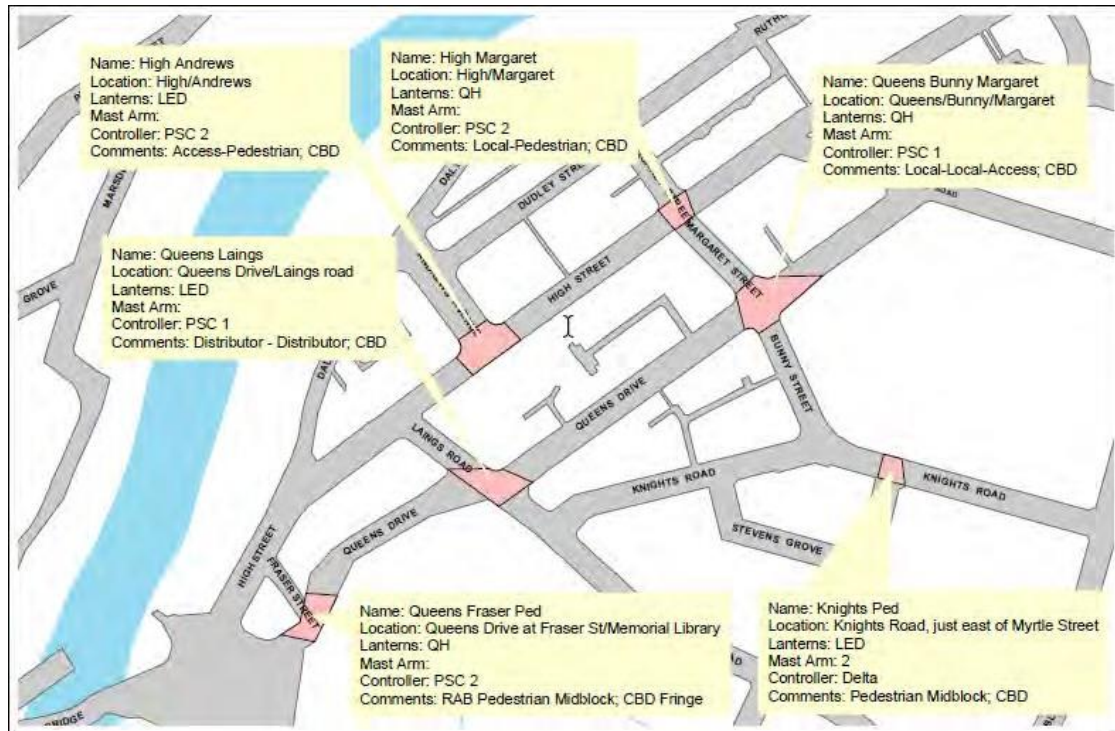 Name: High Andrews
Location: High/Andrews
Lanterns: LED
Mast Arm:
Controller: PSC 2
Comments: Access-Pedestrian; CBD
Name: High Margaret
Location: High/Margaret
Lanterns: QH
Mast Arm:
Controller: PSC 2
Comments: Local-Pedestrian; CBD
Name: Queens Bunny Margaret
Location: Queens/Bunny/Margaret
Lanterns: QH
Mast Arm:
Controller: PSC 1
Comments: Local-Local-Access; CBD
Name: Queens Laings
Location: Queens Drive/Laings road
Lanterns: LED
Mast Arm:
Controller: PSC 1
Comments: Distributor - Distributor; CBD
Name: Queens Fraser Ped
Location: Queens Drive at Fraser St/Memorial Library
Lanterns: QH
Mast Arm:
Controller: PSC 2
Comments: RAB Pedestrian Midblock; CBD Fringe
Name: Knights Ped
Location: Knights Road, just east of Myrtle Street
Lanterns: LED
Mast Arm: 2
Controller: Delta
Comments: Pedestrian Midblock; CBD
RUTHE
MARSD
DUDLEY STRE
MARGARET STREET
ROAD
GROVE
HIGH STREET
BUNNY STREET
QUEENS DRIVE
LAINGS ROAD
KNIGHTS ROAD
KNIGHTS ROAD
STEVENS GROVE
QUEENS DRIVE
HIGH STREET
FRASER STREET
BRIDGE